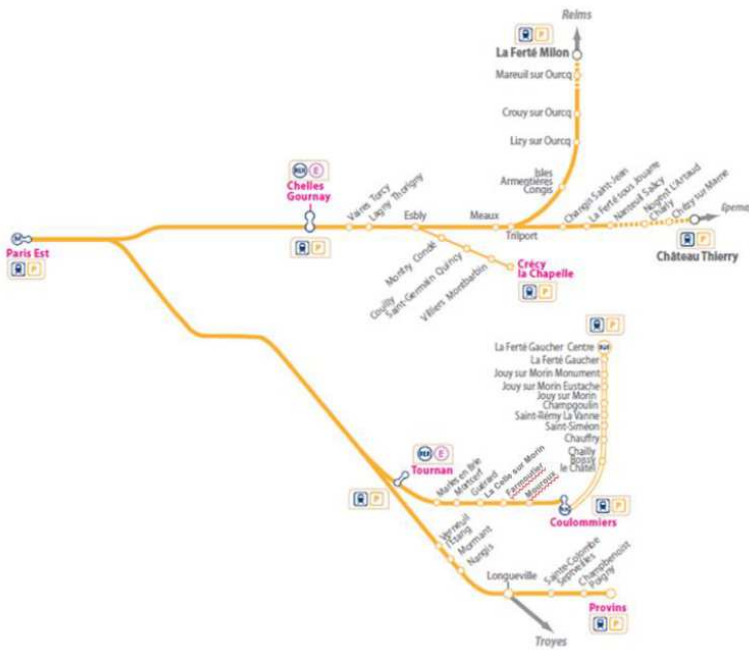 Reims
P
La Ferté Milon
Mareuil sur Ourcq
Crouy sur Ourcq
Lizy sur Ourcq
Isles
Armentières
Congis
RER E
Chelles
Gournay
P
Vaires Torcy
Lagny Thorigny
Esbly
Meaux
Trilport
Changis Saint-Jean
La Ferté sous Jouarre
Nanteuil Saâcy
Nogent L'Artaud
Charly
Chézy sur Marne
Château Thierry
P
Paris Est
P
Montry Condé
Couilly
Saint-Germain Quincy
Villiers Montbarbin
Crécy
la Chapelle
P
P
La Ferté Gaucher Centre
La Ferté Gaucher
Jouy sur Morin Monument
Jouy sur Morin Eustache
Jouy sur Morin
Champgoulin
Saint-Rémy La Vanne
Saint-Siméon
Chauffry
Chailly
Boissy
le Châtel
RER E
Tournan
P
Marles en Brie
Mortcerf
Guérard
La Celle sur Morin
Farmoutier
Mouroux
Coulommiers
P
Verneuil
l'Étang
Mormant
Nangis
Longueville
Sainte-Colombe
Septveilles
Champbenoist
Poigny
Provins
P
Troyes